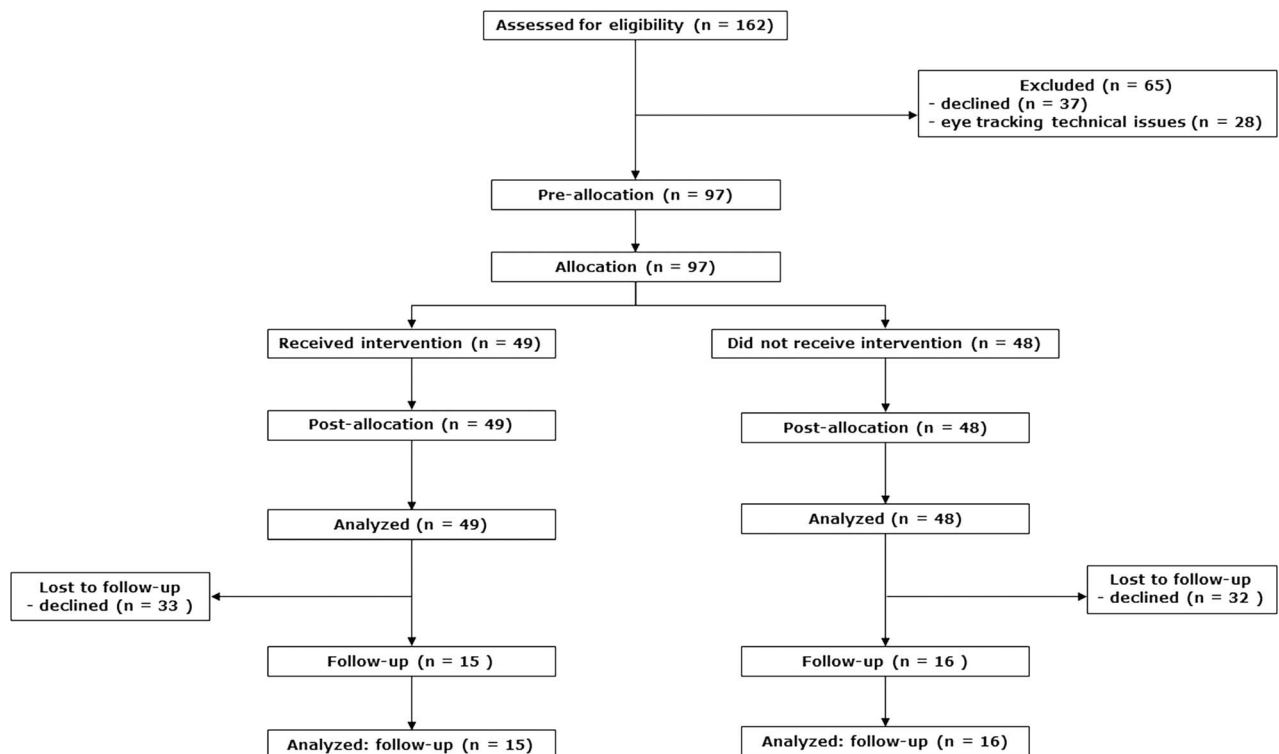 Assessed for eligibility (n = 162)
Excluded (n = 65)
- declined (n = 37)
- eye tracking technical issues (n = 28)
Pre-allocation (n = 97)
Allocation (n = 97)
Received intervention (n = 49)
Did not receive intervention (n = 48)
Post-allocation (n = 49)
Post-allocation (n = 48)
Analyzed (n = 49)
Analyzed (n = 48)
Lost to follow-up
- declined (n = 33 )
Lost to follow-up
- declined (n = 32 )
Follow-up (n = 15 )
Follow-up (n = 16 )
Analyzed: follow-up (n = 15)
Analyzed: follow-up (n = 16)